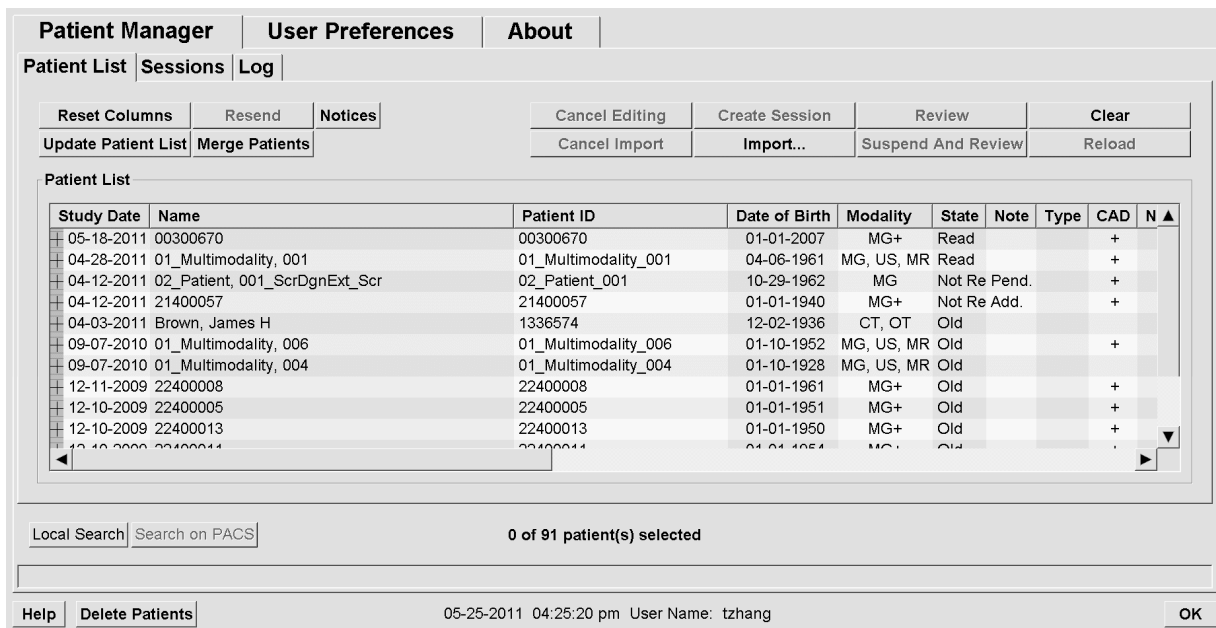 Patient Manager User Preferences About
Patient List Sessions Log
Reset Columns Resend Notices Cancel Editing Create Session Review Clear
Update Patient List Merge Patients Cancel Import Import... Suspend And Review Reload
Patient List
Study Date Name Patient ID Date of Birth Modality State Note Type CAD N
05-18-2011 00300670 00300670 01-01-2007 MG+ Read +
04-28-2011 01_Multimodality, 001 01_Multimodality_001 04-06-1961 MG, US, MR Read +
04-12-2011 02_Patient, 001_ScrDgnExt_Scr 02_Patient_001 10-29-1962 MG Not Re Pend. +
04-12-2011 21400057 21400057 01-01-1940 MG+ Not Re Add. +
04-03-2011 Brown, James H 1336574 12-02-1936 CT, OT Old
09-07-2010 01_Multimodality, 006 01_Multimodality_006 01-10-1952 MG, US, MR Old +
09-07-2010 01_Multimodality, 004 01_Multimodality_004 01-10-1928 MG, US, MR Old
12-11-2009 22400008 22400008 01-01-1961 MG+ Old +
12-10-2009 22400005 22400005 01-01-1951 MG+ Old +
12-10-2009 22400013 22400013 01-01-1950 MG+ Old +
Local Search Search on PACS 0 of 91 patient(s) selected
Help Delete Patients 05-25-2011 04:25:20 pm User Name: tzhang OK